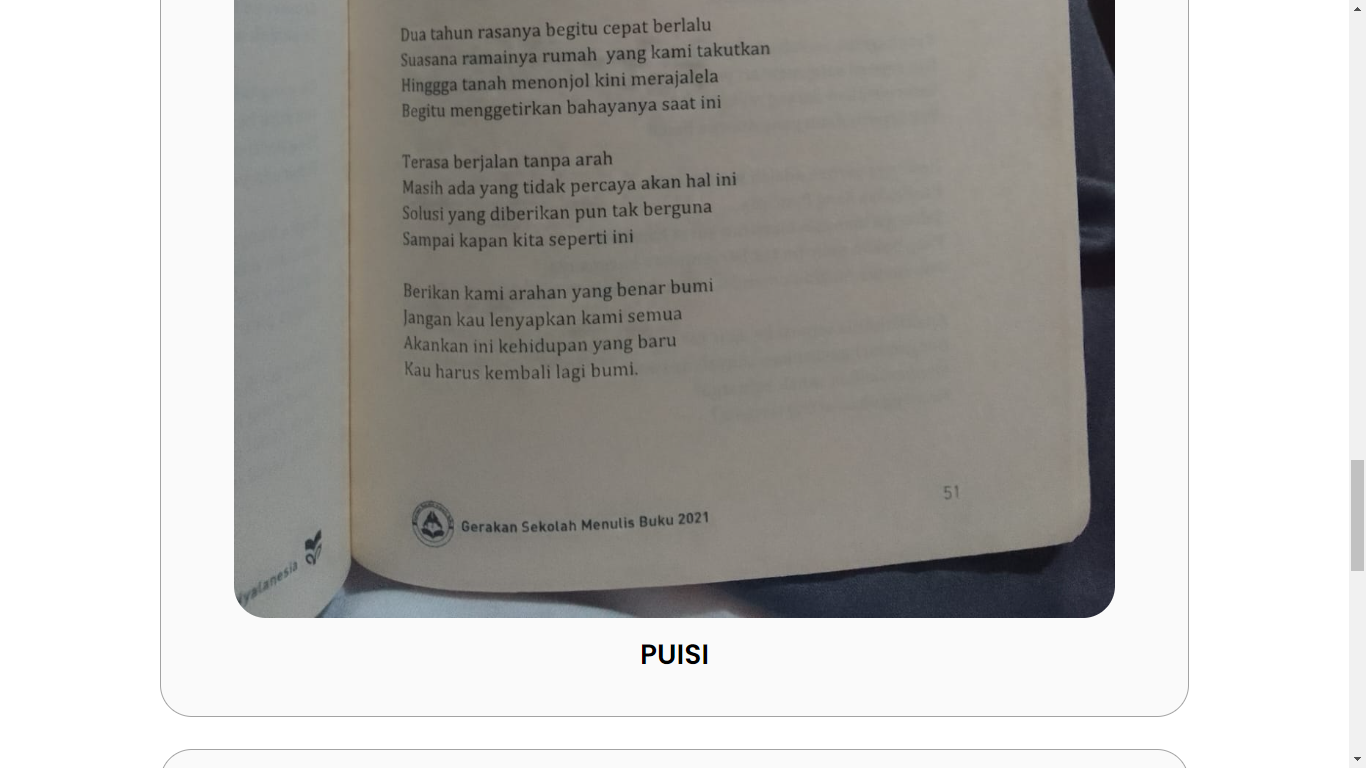 Dua tahun rasanya begitu cepat berlalu
Suasana ramainya rumah yang kami takutkan
Hinggga tanah menonjol kini merajalela
Begitu menggetirkan bahayanya saat ini
Terasa berjalan tanpa arah
Masih ada yang tidak percaya akan hal ini
Solusi yang diberikan pun tak berguna
Sampai kapan kita seperti ini
Berikan kami arahan yang benar bumi
Jangan kau lenyapkan kami semua
Akankan ini kehidupan yang baru
Kau harus kembali lagi bumi.
51
Gerakan Sekolah Menulis Buku 2021
PUISI